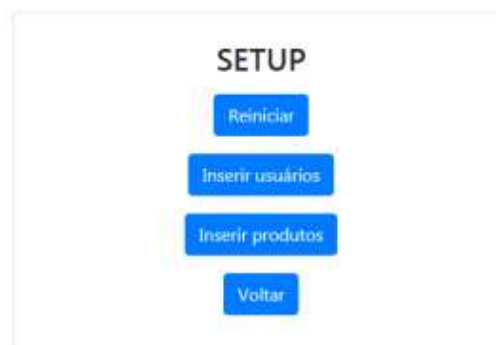 SETUP
Reiniciar
Inserir usuários
Inserir produtos
Voltar